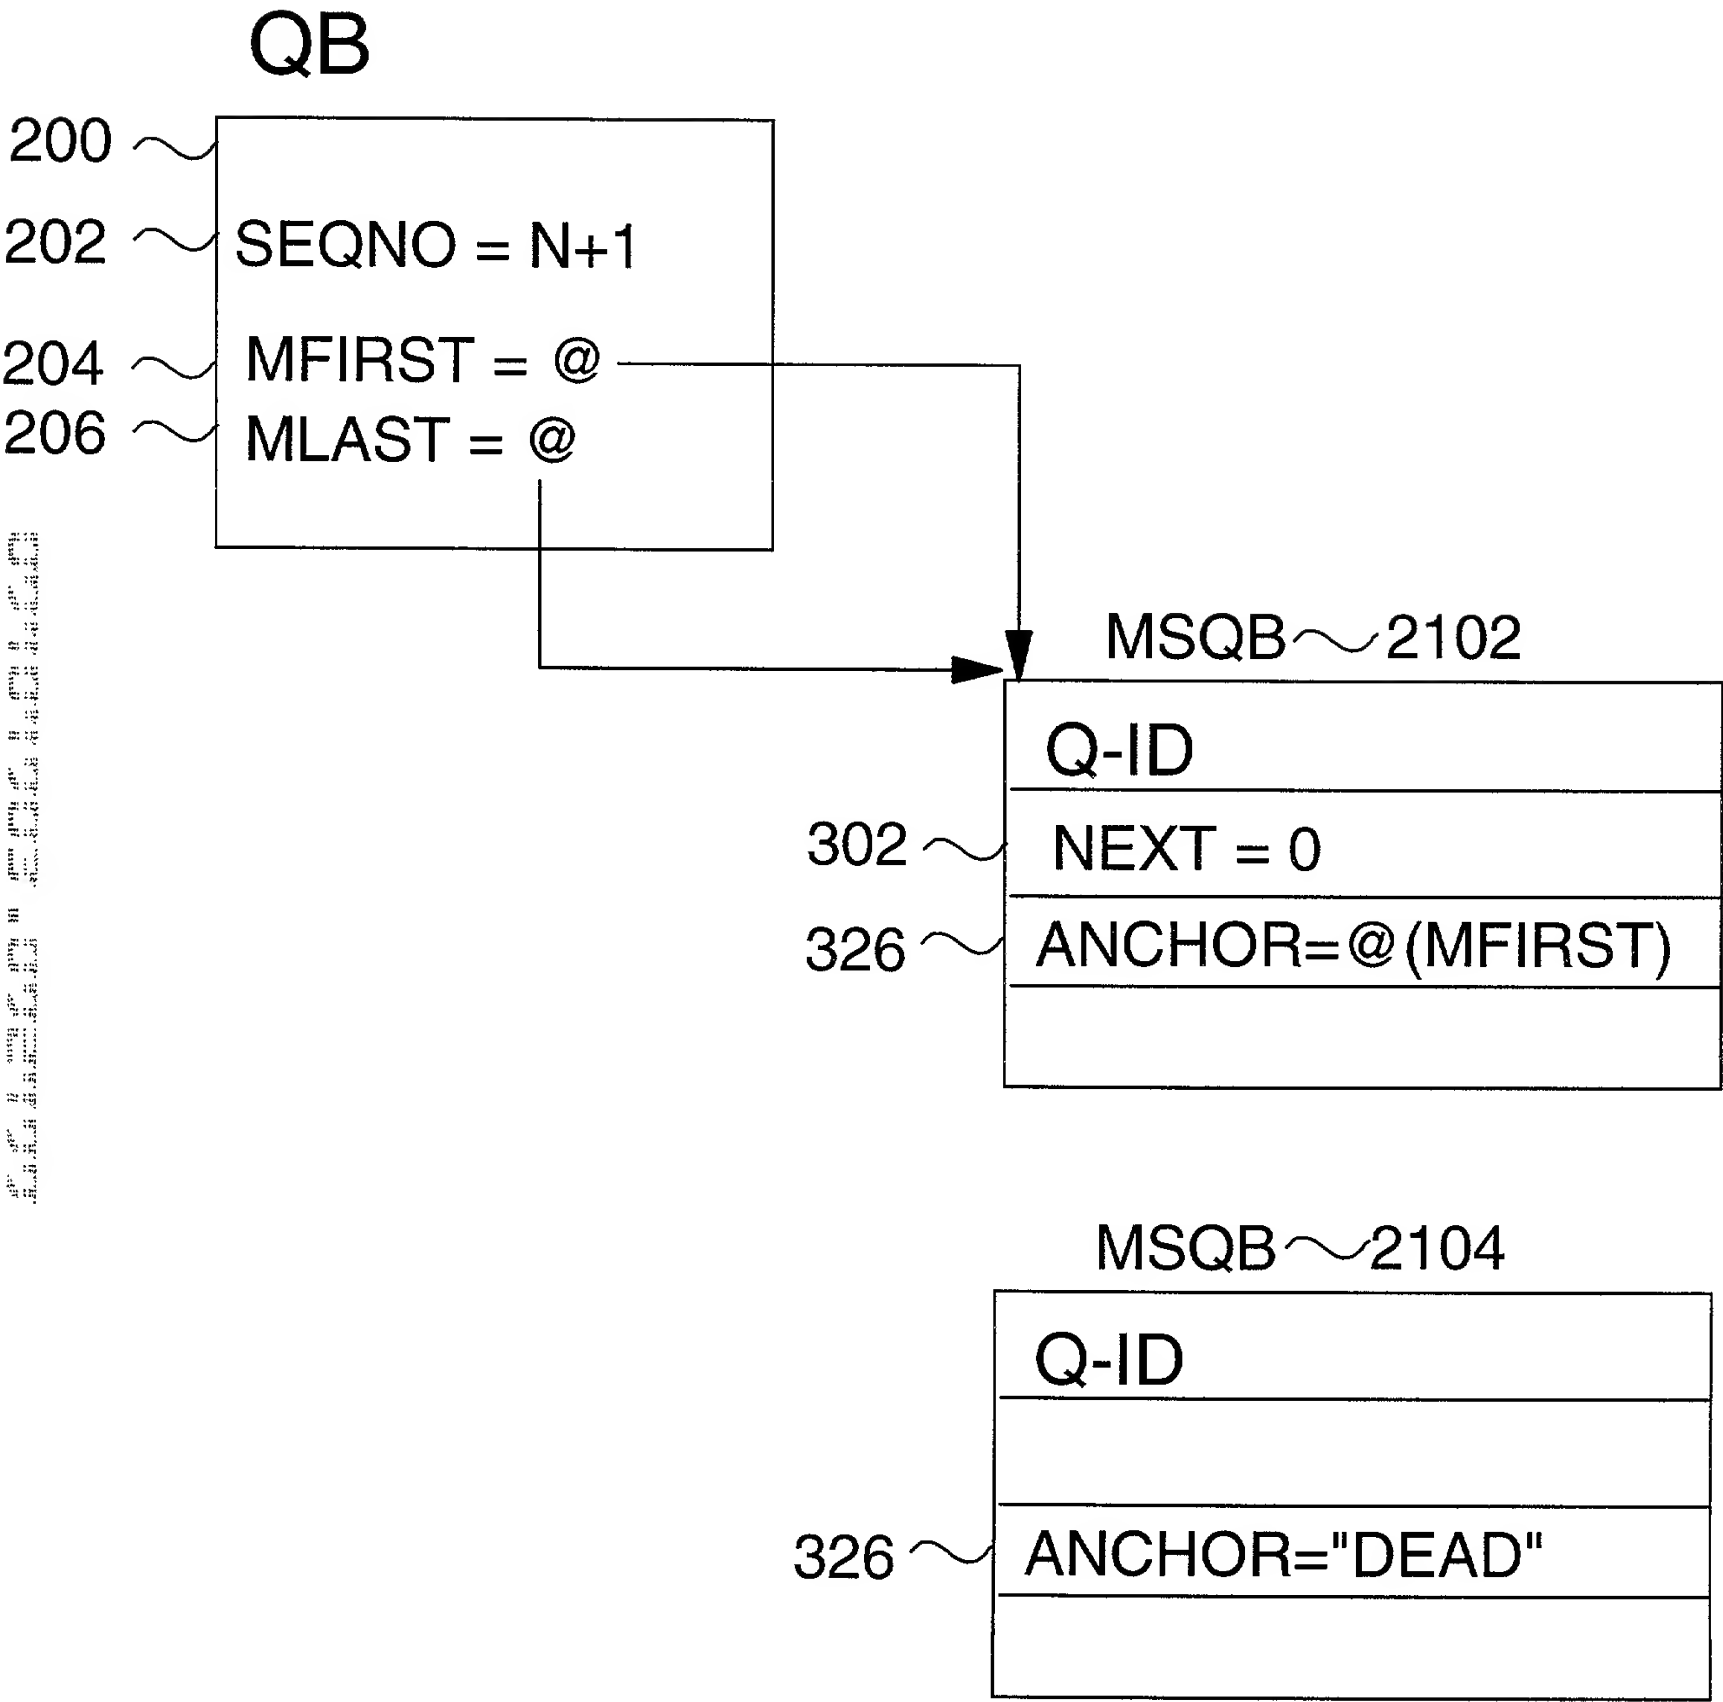 QB
200
202 SEQNO = N+1
204 MFIRST = @
206 MLAST = @
MSQB 2102
Q-ID
302 NEXT = 0
326 ANCHOR=@(MFIRST)
MSQB 2104
Q-ID
326 ANCHOR="DEAD"